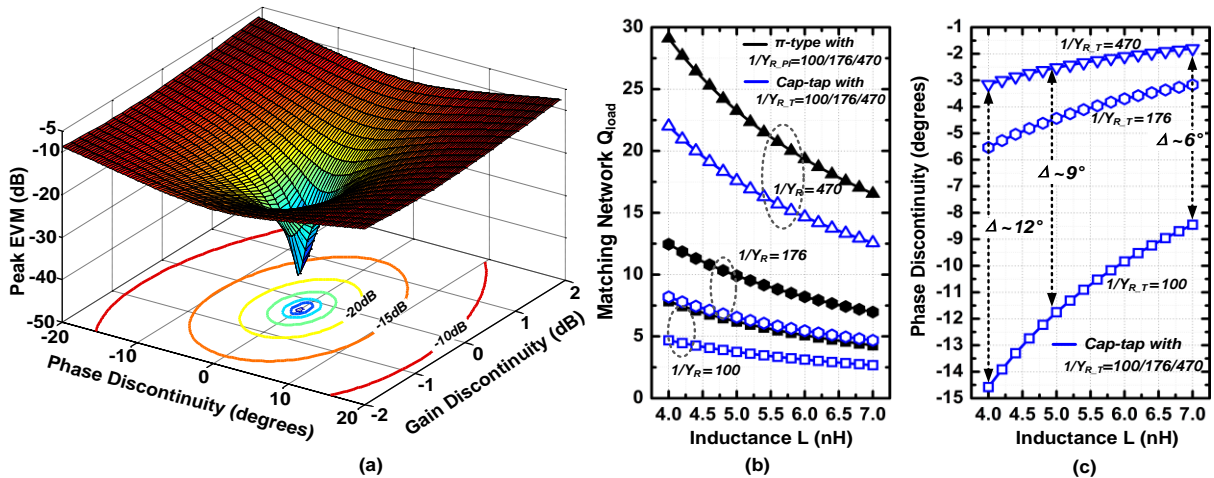 -5
-10
-20
-30
-40
-50
Peak EVM (dB)
-20
-10
0
10
20
Phase Discontinuity (degrees)
-2
-1
0
1
2
Gain Discontinuity (dB)
-20dB
-15dB
-10dB
(a)
30
25
20
15
10
5
0
Matching Network Qload
π-type with
1/YR_PI=100/176/470
Cap-tap with
1/YR_T=100/176/470
1/YR=470
1/YR=176
1/YR=100
4.0 4.5 5.0 5.5 6.0 6.5 7.0
Inductance L (nH)
(b)
-1
-2
-3
-4
-5
-6
-7
-8
-9
-10
-11
-12
-13
-14
-15
Phase Discontinuity (degrees)
1/YR_T=470
1/YR_T=176
Δ~6°
Δ~9°
Δ~12°
1/YR_T=100
Cap-tap with
1/YR_T=100/176/470
4.0 4.5 5.0 5.5 6.0 6.5 7.0
Inductance L (nH)
(c)